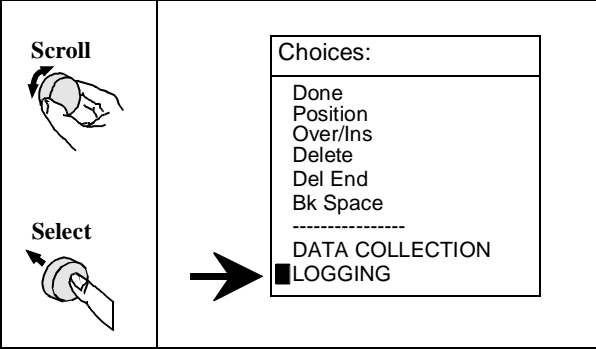 Scroll
Select
Choices:
Done
Position
Over/Ins
Delete
Del End
Bk Space
----------------
DATA COLLECTION
LOGGING